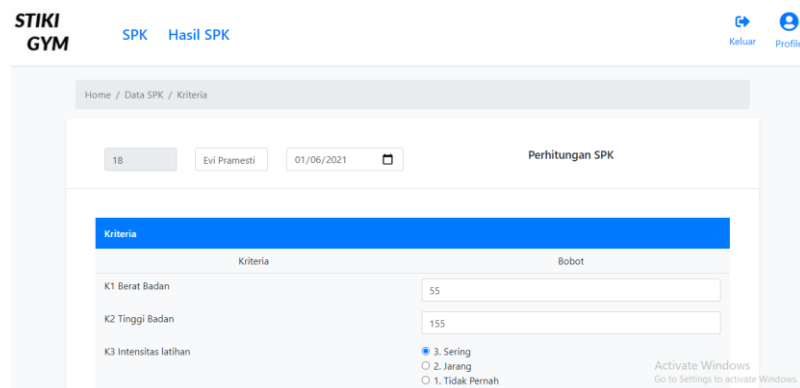 STIKI
GYM
SPK
Hasil SPK
Keluar
Profile
Home / Data SPK / Kriteria
18
Evi Pramesti
01/06/2021
Perhitungan SPK
Kriteria
Kriteria
Bobot
K1 Berat Badan
55
K2 Tinggi Badan
155
K3 Intensitas latihan
3. Sering
2. Jarang
1. Tidak Pernah
Activate Windows
Go to Settings to activate Windows.